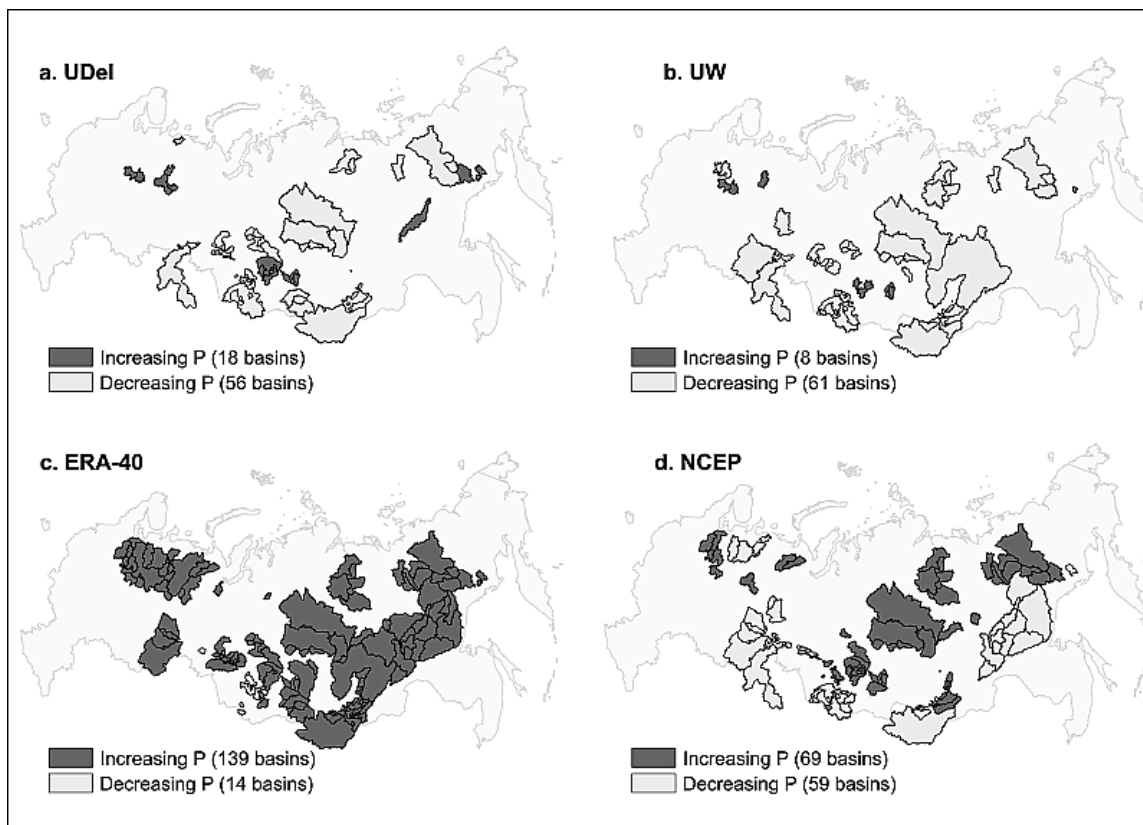 a. UDel
Increasing P (18 basins)
Decreasing P (56 basins)
b. UW
Increasing P (8 basins)
Decreasing P (61 basins)
c. ERA-40
Increasing P (139 basins)
Decreasing P (14 basins)
d. NCEP
Increasing P (69 basins)
Decreasing P (59 basins)